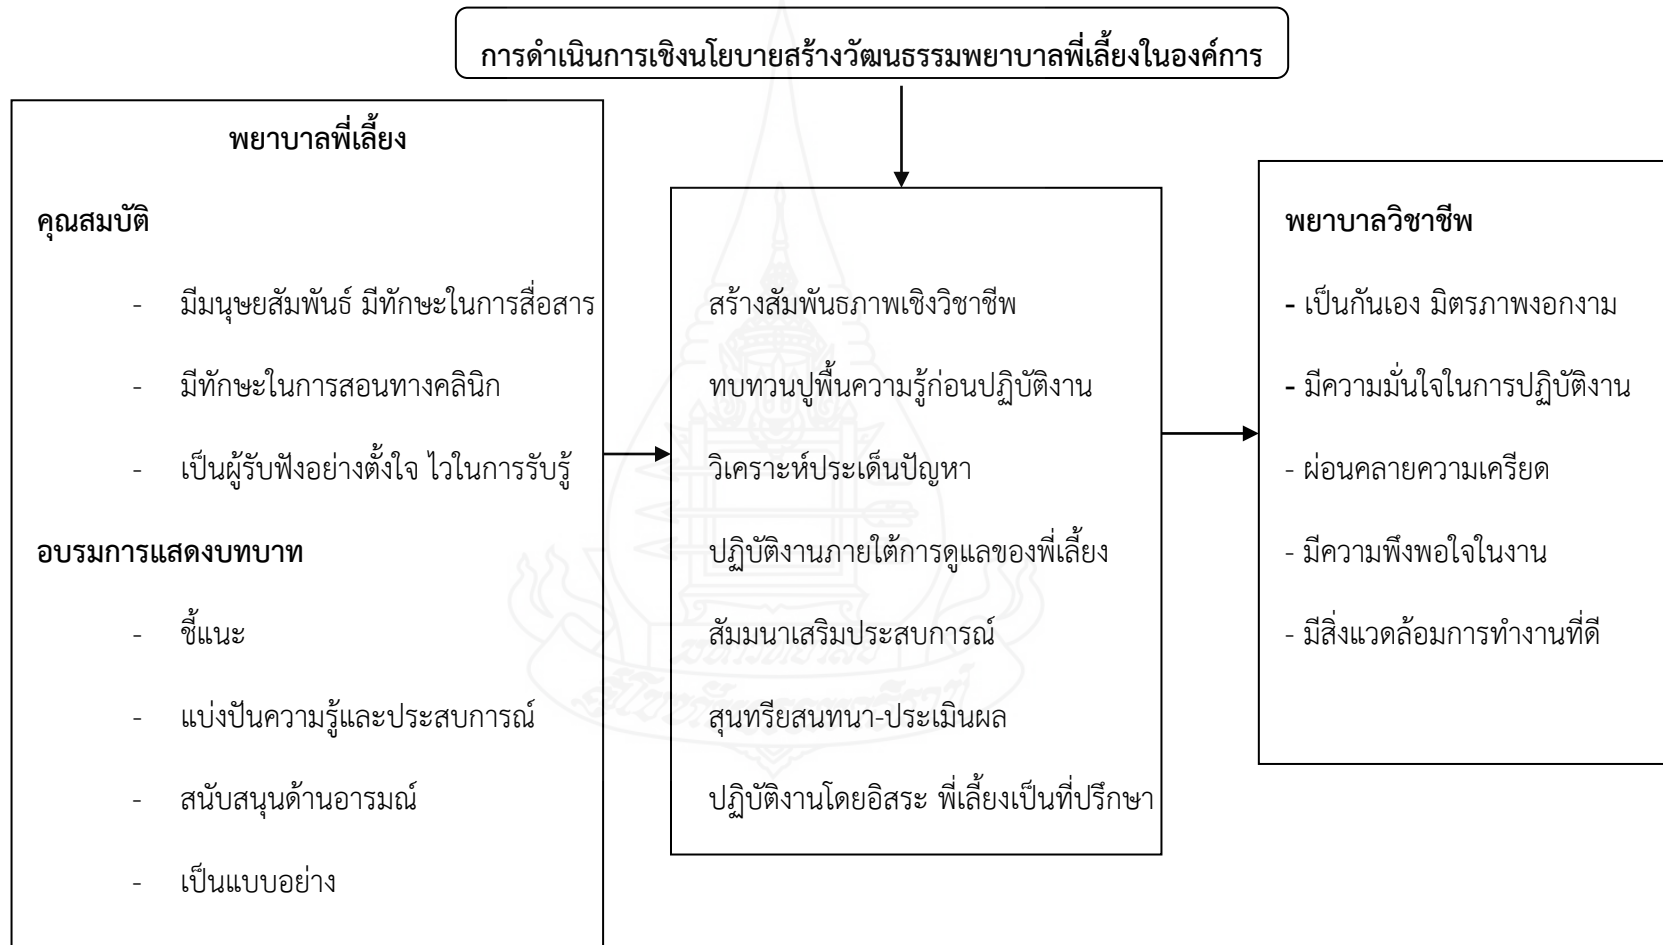 การดำเนินการเชิงนโยบายสร้างวัฒนธรรมพยาบาลพี่เลี้ยงในองค์การ
พยาบาลพี่เลี้ยง
คุณสมบัติ
- มีมนุษยสัมพันธ์ มีทักษะในการสื่อสาร
- มีทักษะในการสอนทางคลินิก
- เป็นผู้รับฟังอย่างตั้งใจ ไวในการรับรู้
อบรมการแสดงบทบาท
- ชี้แนะ
- แบ่งปันความรู้และประสบการณ์
- สนับสนุนด้านอารมณ์
- เป็นแบบอย่าง
สร้างสัมพันธภาพเชิงวิชาชีพ
ทบทวนปูพื้นความรู้ก่อนปฏิบัติงาน
วิเคราะห์ประเด็นปัญหา
ปฏิบัติงานภายใต้การดูแลของพี่เลี้ยง
สัมมนาเสริมประสบการณ์
สุนทรียสนทนา-ประเมินผล
ปฏิบัติงานโดยอิสระ พี่เลี้ยงเป็นที่ปรึกษา
พยาบาลวิชาชีพ
- เป็นกันเอง มิตรภาพงอกงาม
- มีความมั่นใจในการปฏิบัติงาน
- ผ่อนคลายความเครียด
- มีความพึงพอใจในงาน
- มีสิ่งแวดล้อมการทำงานที่ดี
มหาวิทยาลัย
สุโขทัยธรรมาธิราช